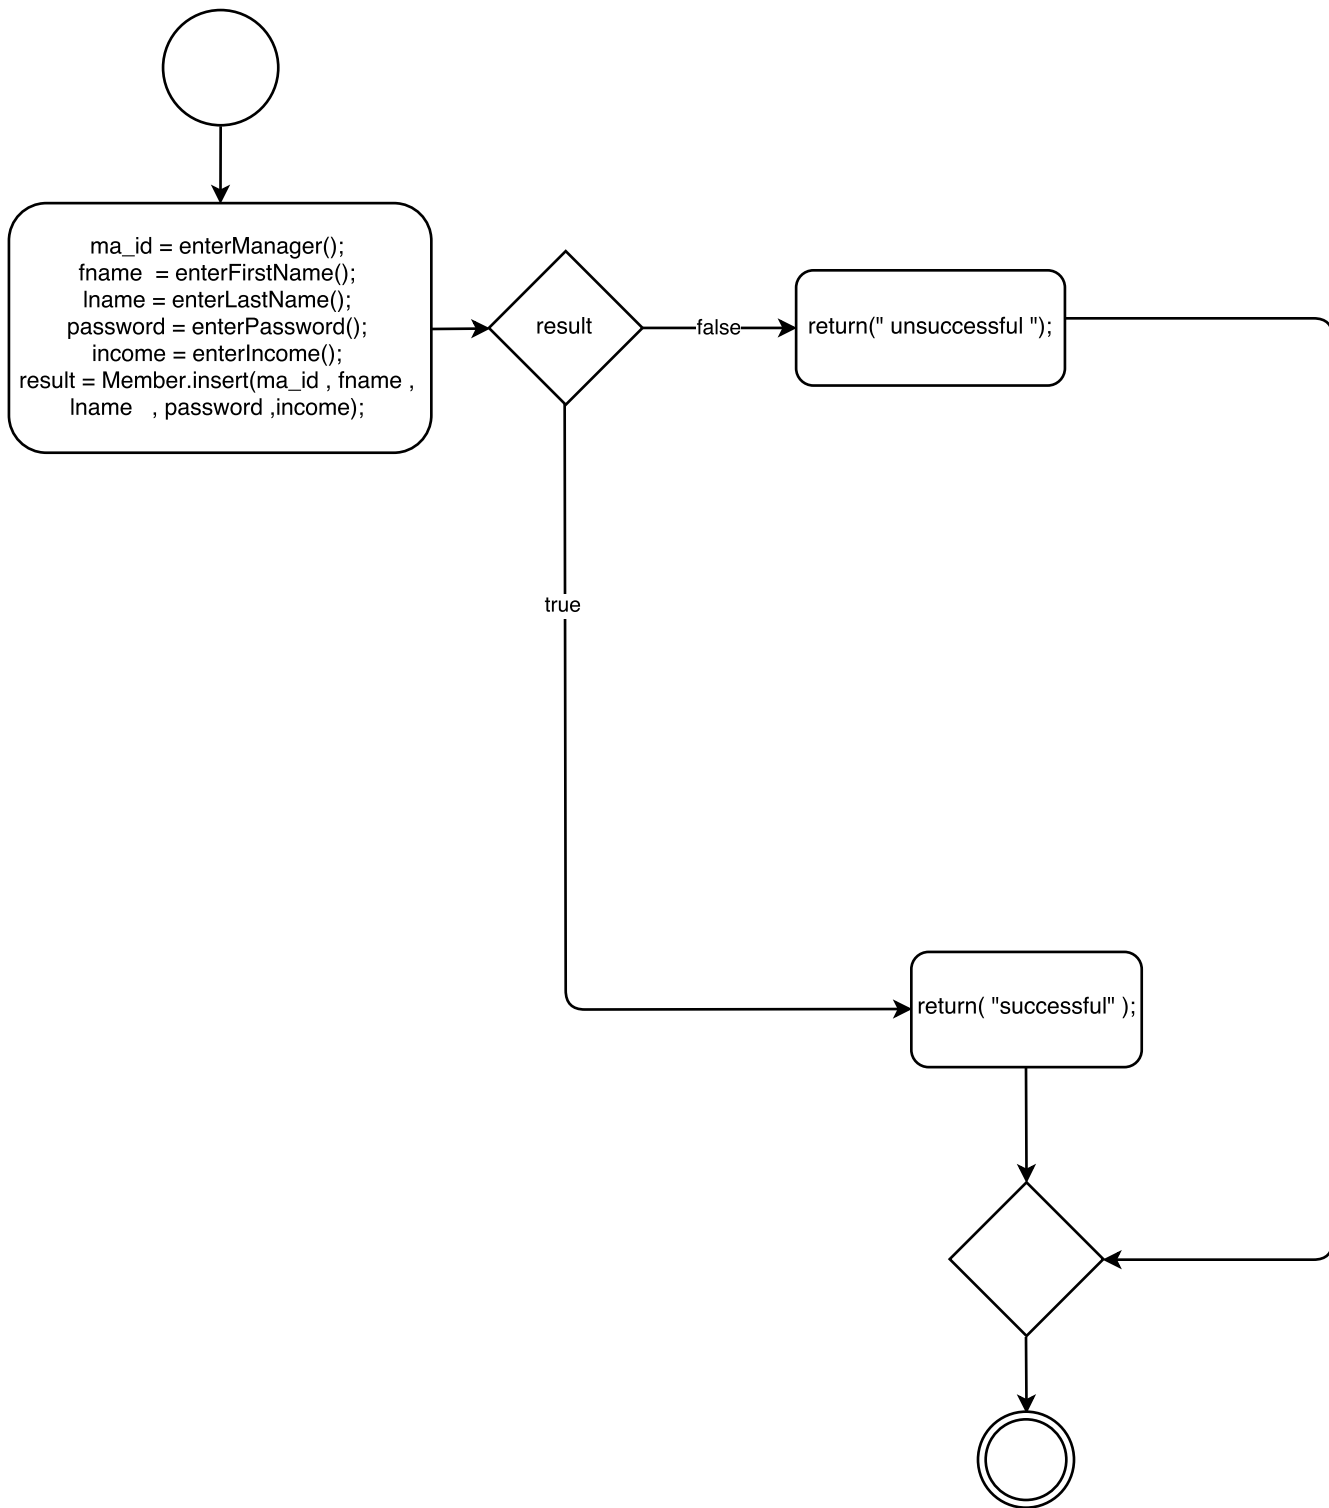 ma_id = enterManager();
fname  = enterFirstName();
lname = enterLastName();
password = enterPassword();
income = enterIncome();
result = Member.insert(ma_id , fname ,
lname   , password ,income);
result
false
return(" unsuccessful ");
true
return( "successful" );